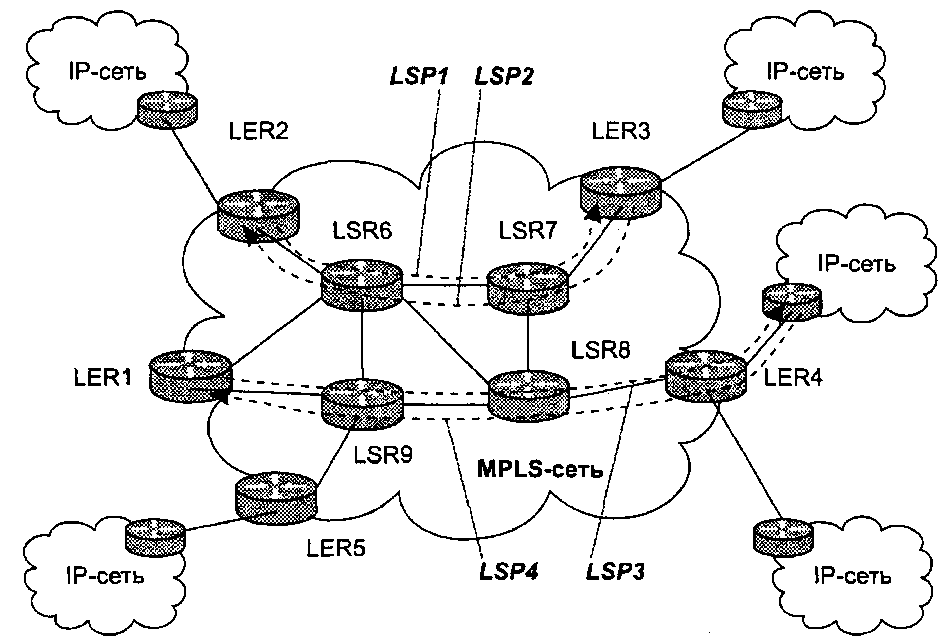 IP-сеть
LSP1 LSP2
IP-сеть
LER2
LER3
LSR6
LSR7
IP-сеть
LER1
LSR8
LER4
LSR9
MPLS-сеть
LER5
IP-сеть
LSP4
LSP3
IP-сеть